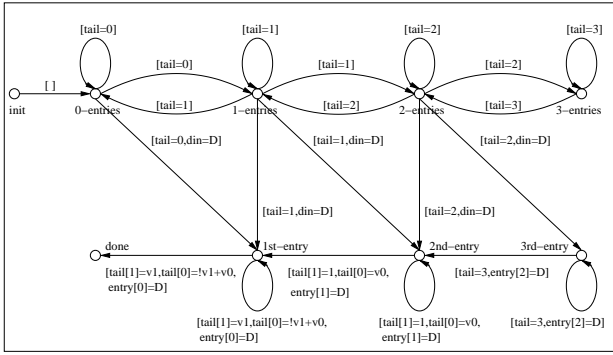 [tail=0]
[tail=1]
[tail=2]
[tail=3]
[ ]
[tail=0]
[tail=1]
[tail=2]
[tail=1]
[tail=2]
[tail=3]
init
0−entries
1−entries
2−entries
3−entries
[tail=0,din=D]
[tail=1,din=D]
[tail=2,din=D]
[tail=1,din=D]
[tail=2,din=D]
done
1st−entry
2nd−entry
3rd−entry
[tail[1]=v1,tail[0]=!v1+v0,
entry[0]=D]
[tail[1]=1,tail[0]=v0,
entry[1]=D]
[tail=3,entry[2]=D]
[tail[1]=v1,tail[0]=!v1+v0,
entry[0]=D]
[tail[1]=1,tail[0]=v0,
entry[1]=D]
[tail=3,entry[2]=D]